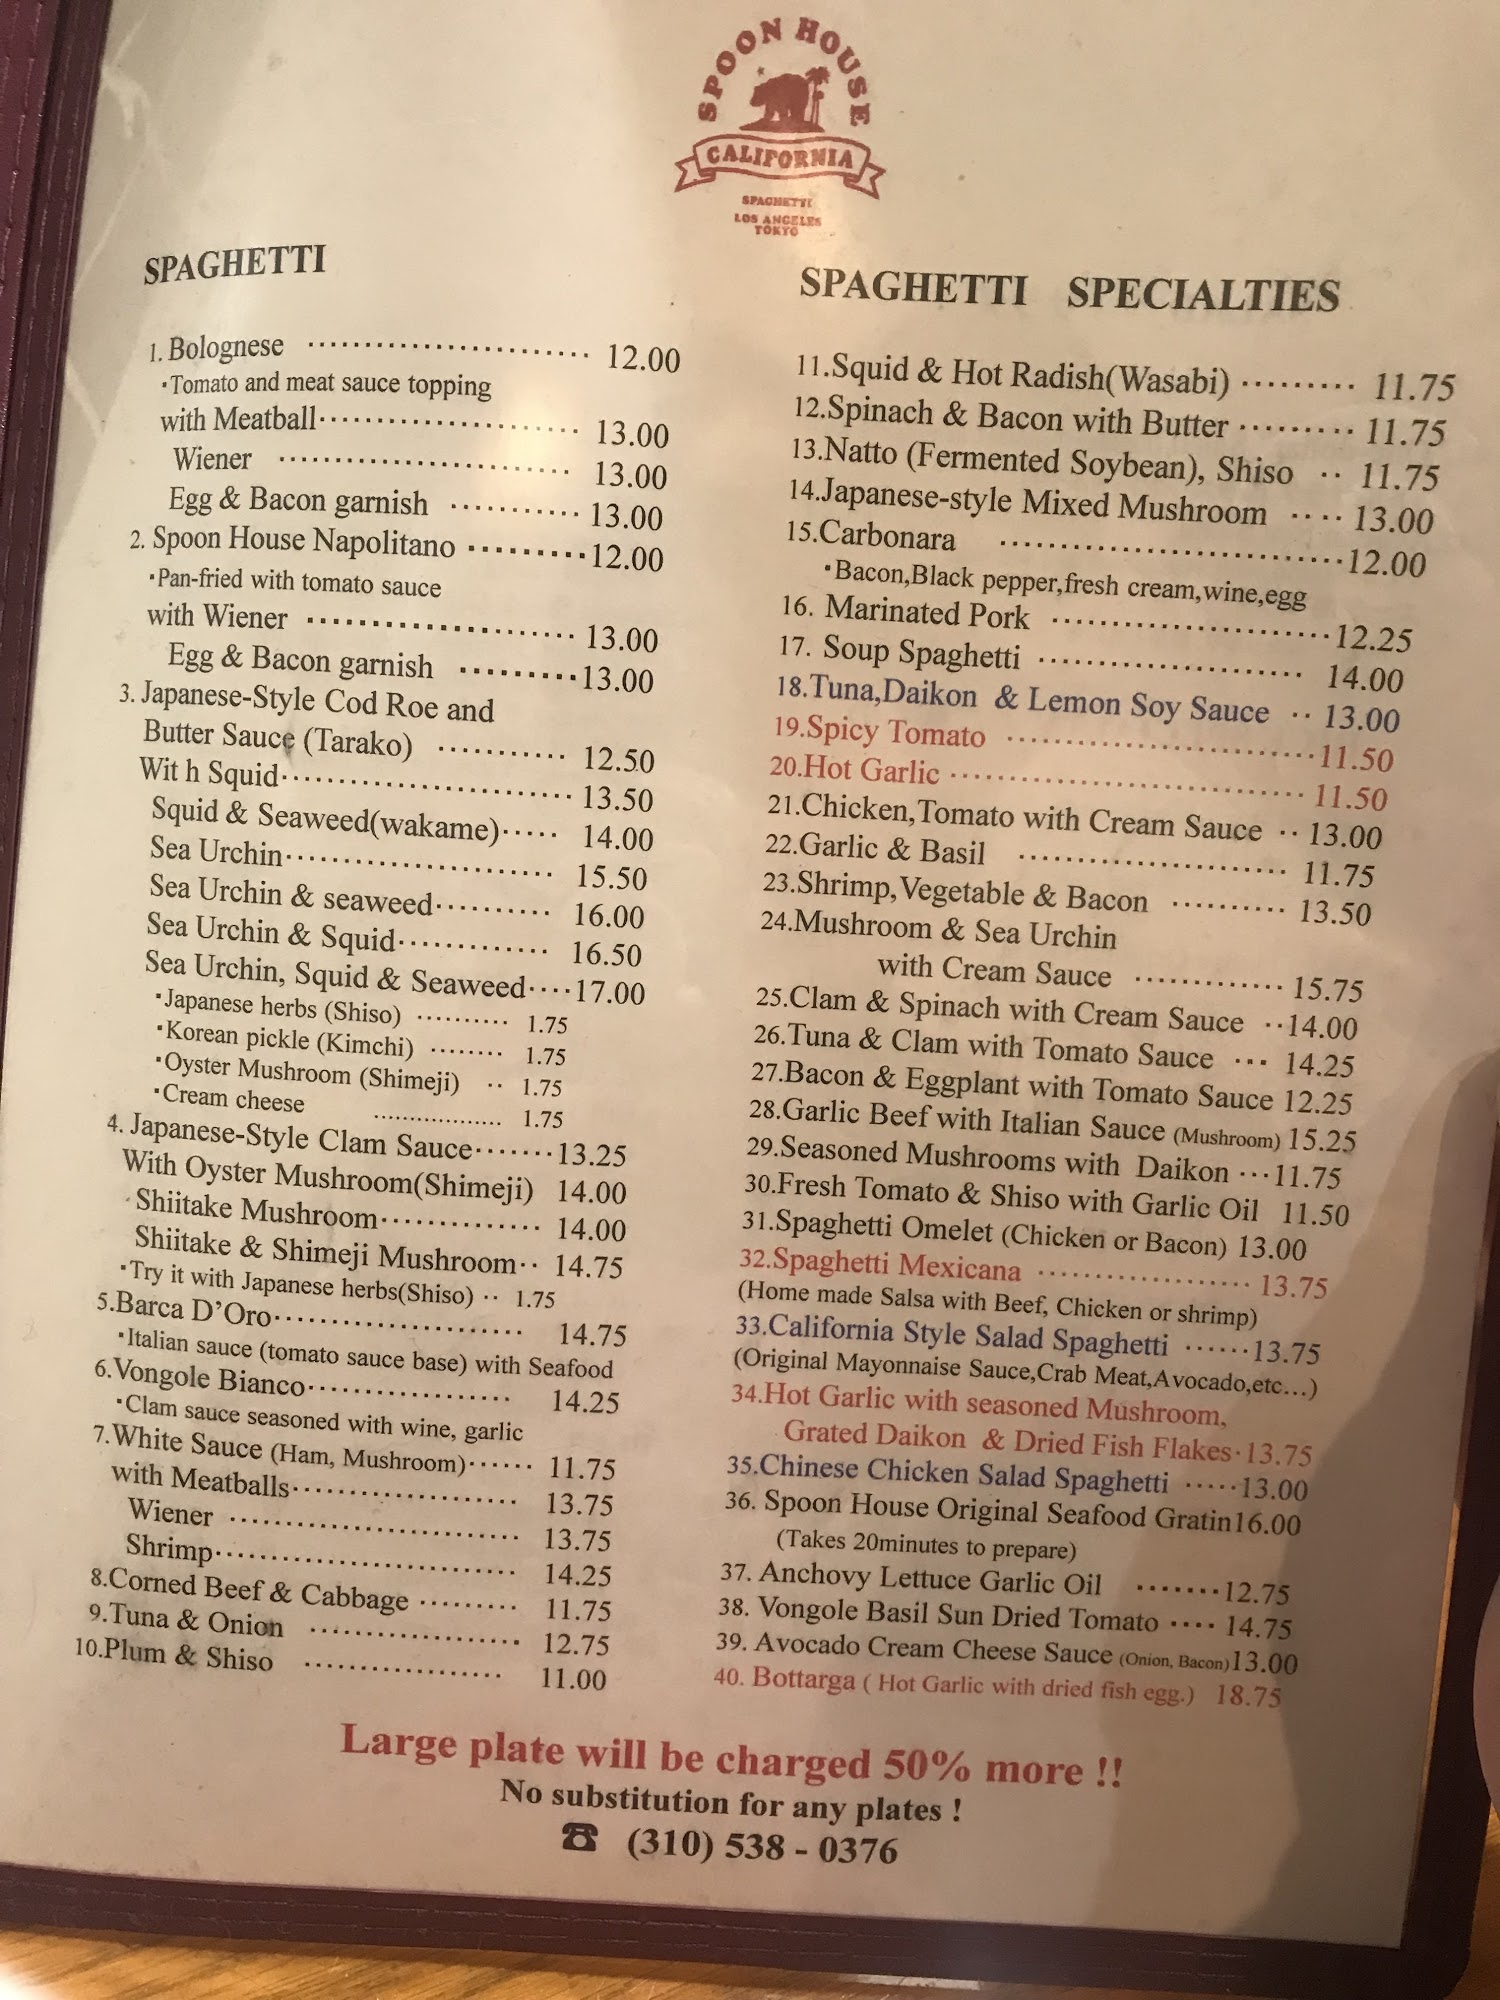 SPOON HOUSE
CALIFORNIA
SPAGHETTI
LOS ANGELES
TOKYO
SPAGHETTI
1. Bolognese ························ 12.00
·Tomato and meat sauce topping
with Meatball······················ 13.00
Wiener ························· 13.00
Egg & Bacon garnish ··········· 13.00
2. Spoon House Napolitano ·········12.00
·Pan-fried with tomato sauce
with Wiener ······················ 13.00
Egg & Bacon garnish ·········13.00
3. Japanese-Style Cod Roe and
Butter Sauce (Tarako) ··········· 12.50
Wit h Squid························· 13.50
Squid & Seaweed(wakame)····· 14.00
Sea Urchin······················· 15.50
Sea Urchin & seaweed·········· 16.00
Sea Urchin & Squid············· 16.50
Sea Urchin, Squid & Seaweed····17.00
·Japanese herbs (Shiso) ·········· 1.75
·Korean pickle (Kimchi) ········ 1.75
·Oyster Mushroom (Shimeji) ·· 1.75
·Cream cheese ················· 1.75
4. Japanese-Style Clam Sauce·······13.25
With Oyster Mushroom(Shimeji) 14.00
Shiitake Mushroom·············· 14.00
Shiitake & Shimeji Mushroom·· 14.75
·Try it with Japanese herbs(Shiso) ·· 1.75
5.Barca D’Oro····················· 14.75
·Italian sauce (tomato sauce base) with Seafood
6.Vongole Bianco················· 14.25
·Clam sauce seasoned with wine, garlic
7.White Sauce (Ham, Mushroom)······ 11.75
with Meatballs··················· 13.75
Wiener ························ 13.75
Shrimp························· 14.25
8.Corned Beef & Cabbage ········· 11.75
9.Tuna & Onion ··················· 12.75
10.Plum & Shiso ·················· 11.00
SPAGHETTI SPECIALTIES
11.Squid & Hot Radish(Wasabi) ········· 11.75
12.Spinach & Bacon with Butter ········· 11.75
13.Natto (Fermented Soybean), Shiso ·· 11.75
14.Japanese-style Mixed Mushroom ···· 13.00
15.Carbonara ·····························12.00
·Bacon,Black pepper,fresh cream,wine,egg
16. Marinated Pork ························12.25
17. Soup Spaghetti ······················ 14.00
18.Tuna,Daikon & Lemon Soy Sauce ·· 13.00
19.Spicy Tomato ···························11.50
20.Hot Garlic ······························ 11.50
21.Chicken,Tomato with Cream Sauce ·· 13.00
22.Garlic & Basil ······················· 11.75
23.Shrimp,Vegetable & Bacon ·········· 13.50
24.Mushroom & Sea Urchin
with Cream Sauce ············· 15.75
25.Clam & Spinach with Cream Sauce ··14.00
26.Tuna & Clam with Tomato Sauce ··· 14.25
27.Bacon & Eggplant with Tomato Sauce 12.25
28.Garlic Beef with Italian Sauce (Mushroom) 15.25
29.Seasoned Mushrooms with Daikon ···11.75
30.Fresh Tomato & Shiso with Garlic Oil 11.50
31.Spaghetti Omelet (Chicken or Bacon) 13.00
32.Spaghetti Mexicana ··················· 13.75
(Home made Salsa with Beef, Chicken or shrimp)
33.California Style Salad Spaghetti ······13.75
(Original Mayonnaise Sauce,Crab Meat,Avocado,etc…)
34.Hot Garlic with seasoned Mushroom,
Grated Daikon & Dried Fish Flakes·13.75
35.Chinese Chicken Salad Spaghetti ·····13.00
36. Spoon House Original Seafood Gratin16.00
(Takes 20minutes to prepare)
37. Anchovy Lettuce Garlic Oil ·······12.75
38. Vongole Basil Sun Dried Tomato ···· 14.75
39. Avocado Cream Cheese Sauce (Onion, Bacon)13.00
40. Bottarga ( Hot Garlic with dried fish egg.) 18.75
Large plate will be charged 50% more !!
No substitution for any plates !
☎ (310) 538 - 0376